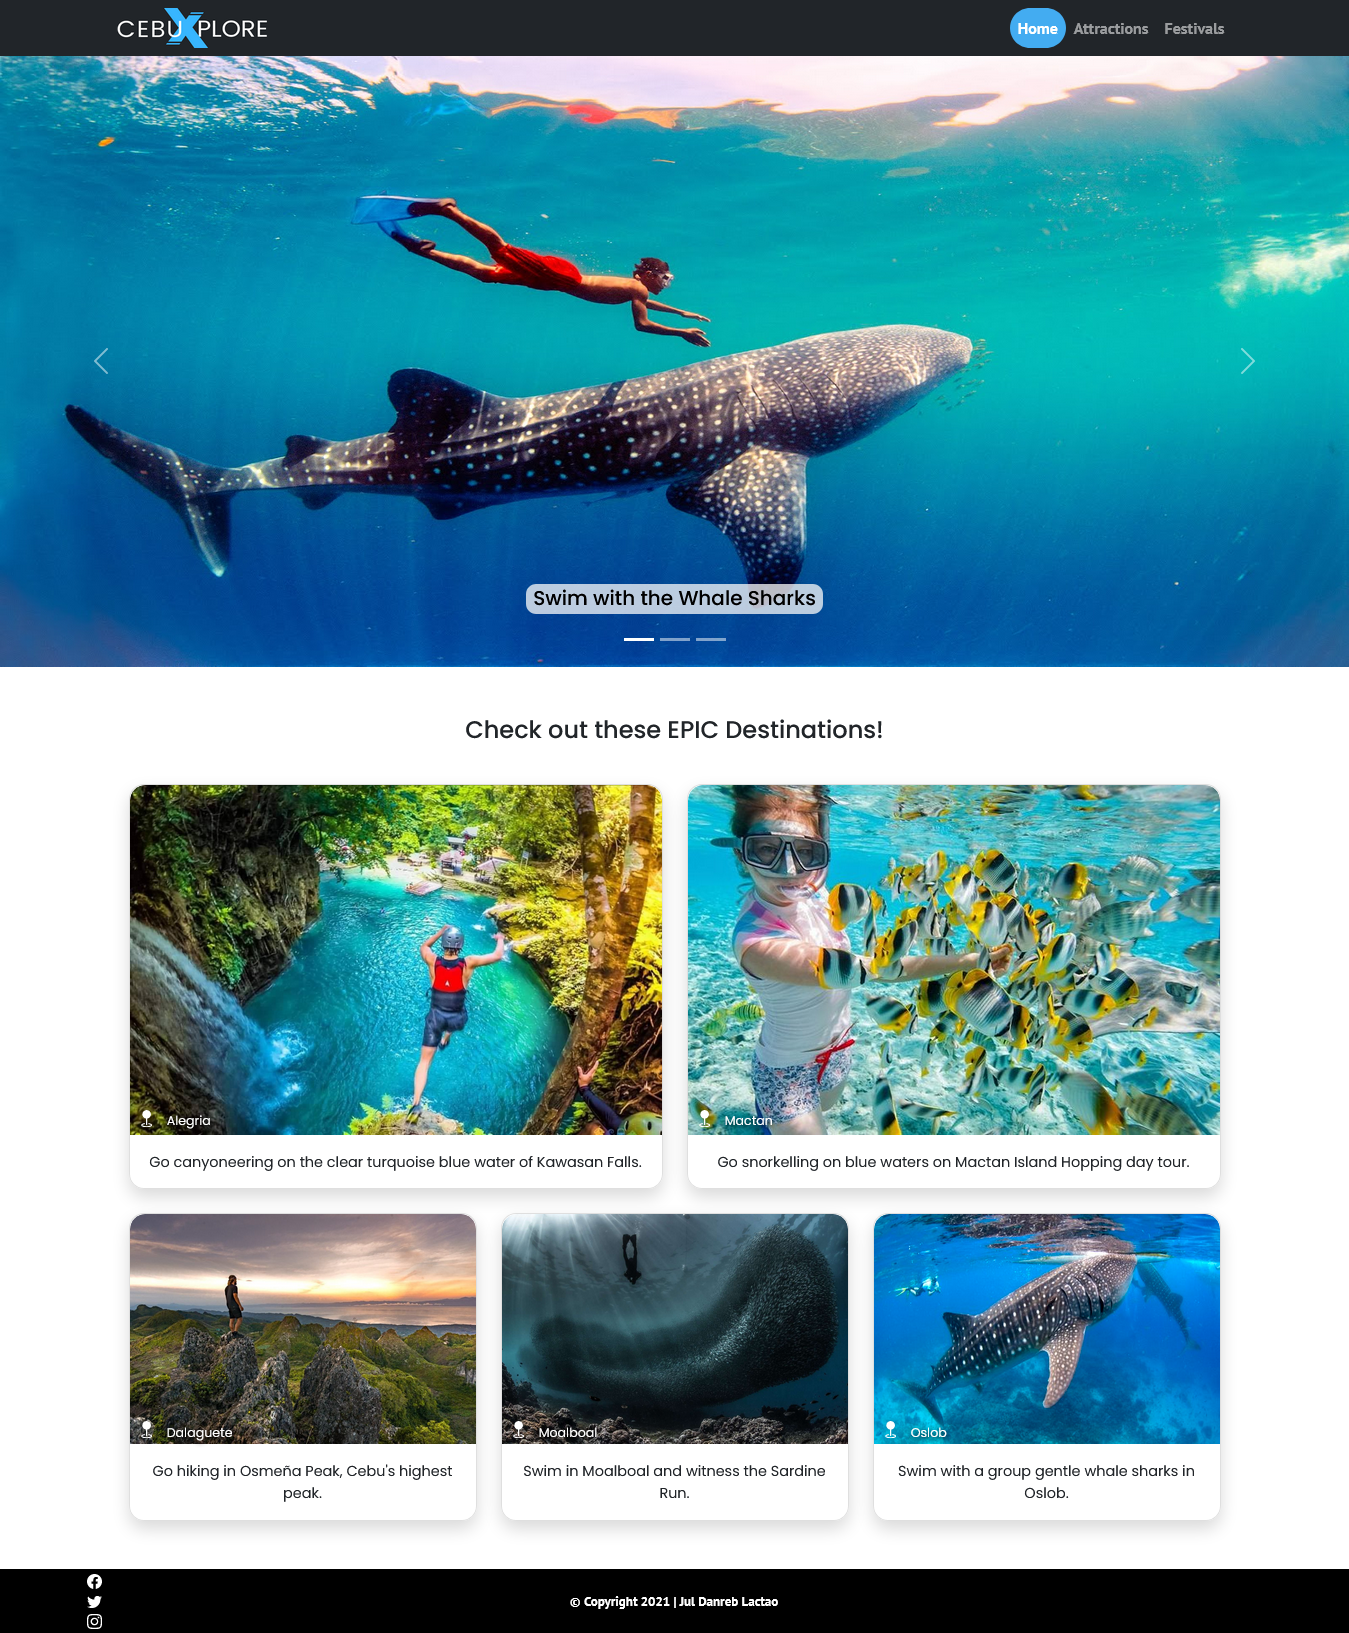 CEBUXPLORE
Home Attractions Festivals
Swim with the Whale Sharks
Check out these EPIC Destinations!
Alegria
Mactan
Go canyoneering on the clear turquoise blue water of Kawasan Falls.
Go snorkelling on blue waters on Mactan Island Hopping day tour.
Dalaguete
Moalboal
Oslob
Go hiking in Osmeña Peak, Cebu's highest
peak.
Swim in Moalboal and witness the Sardine
Run.
Swim with a group gentle whale sharks in
Oslob.
© Copyright 2021 | Jul Danreb Lactao